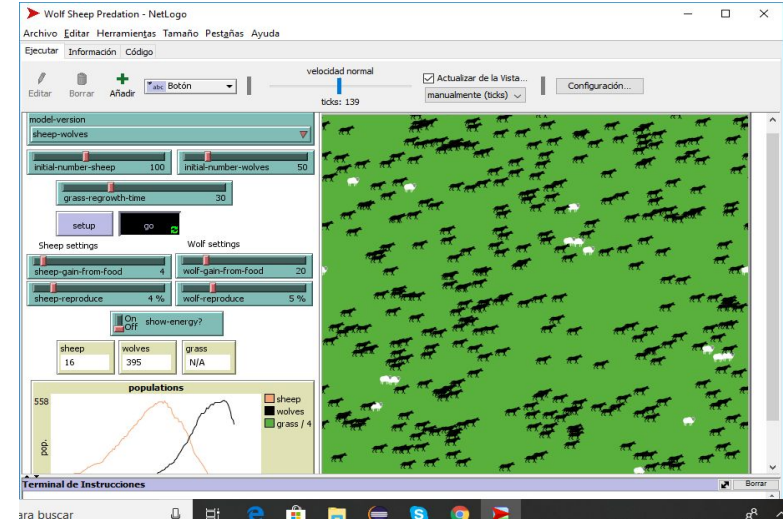 Wolf Sheep Predation - NetLogo
Archivo Editar Herramientas Tamaño Pestañas Ayuda
Ejecutar Información Código
Editar Borrar Añadir
abc Botón
velocidad normal
ticks: 139
Actualizar de la Vista...
manualmente (ticks)
Configuración...
model-version
sheep-wolves
initial-number-sheep 100
initial-number-wolves 50
grass-regrowth-time 30
setup
go
Sheep settings
Wolf settings
sheep-gain-from-food 4
wolf-gain-from-food 20
sheep-reproduce 4 %
wolf-reproduce 5 %
On
Off
show-energy?
sheep
16
wolves
395
grass
N/A
populations
558
pop.
sheep
wolves
grass / 4
Terminal de Instrucciones
Borrar
ara buscar